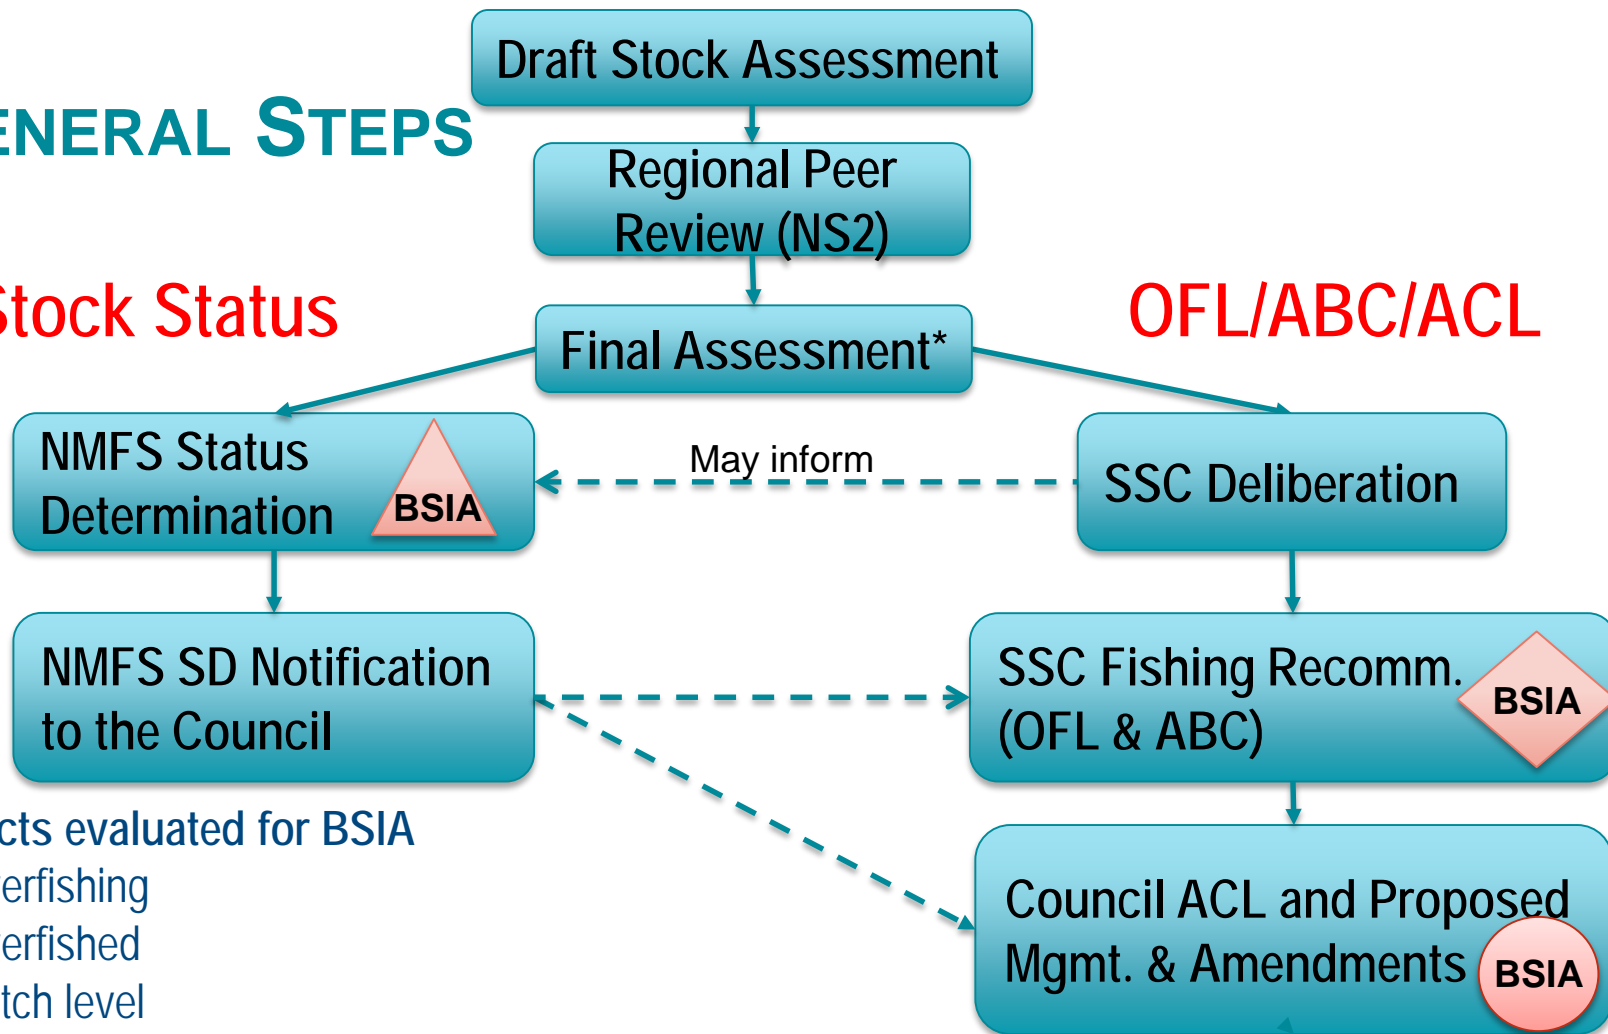 Draft Stock Assessment
ENERAL STEPS
Regional Peer
Review (NS2)
Stock Status
OFL/ABC/ACL
Final Assessment*
NMFS Status
Determination
BSIA
May inform
SSC Deliberation
NMFS SD Notification
to the Council
SSC Fishing Recomm.
(OFL & ABC)
BSIA
cts evaluated for BSIA
erfishing
erfished
tch level
Council ACL and Proposed
Mgmt. & Amendments
BSIA